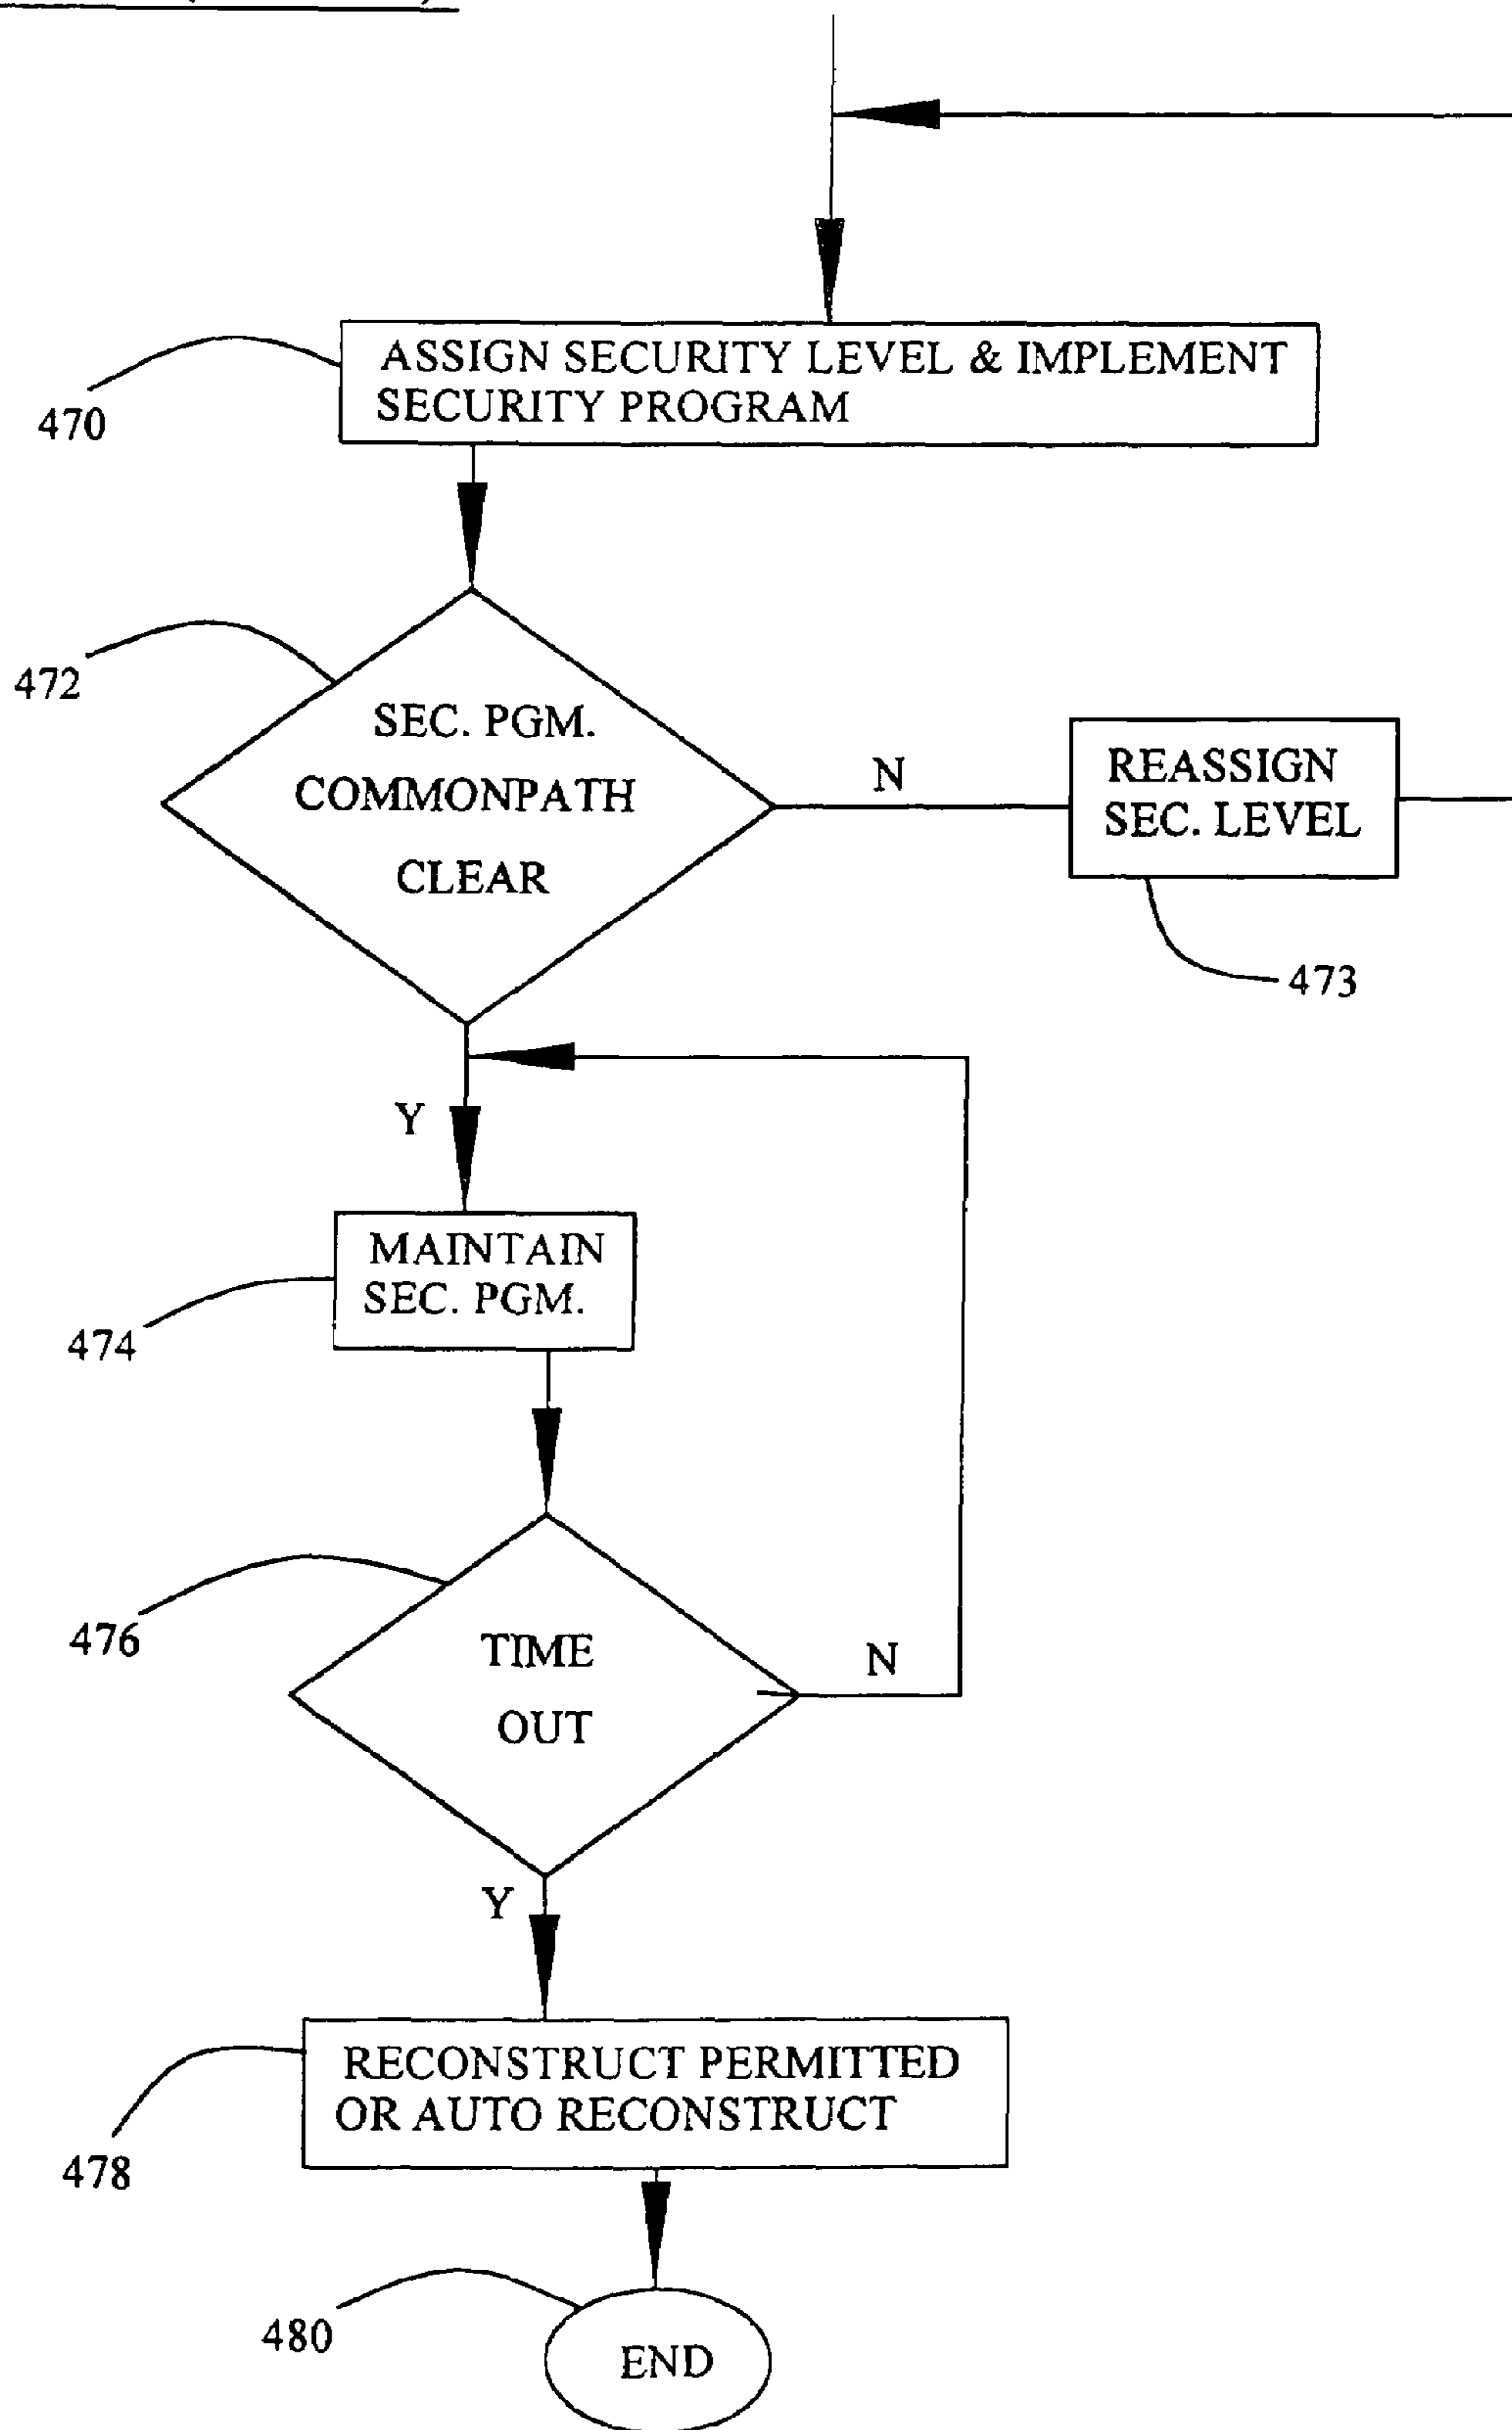 ASSIGN SECURITY LEVEL & IMPLEMENT
SECURITY PROGRAM
470
472
SEC. PGM.
COMMONPATH
CLEAR
N
REASSIGN
SEC. LEVEL
473
Y
MAINTAIN
SEC. PGM.
474
476
TIME
OUT
N
Y
RECONSTRUCT PERMITTED
OR AUTO RECONSTRUCT
478
480
END